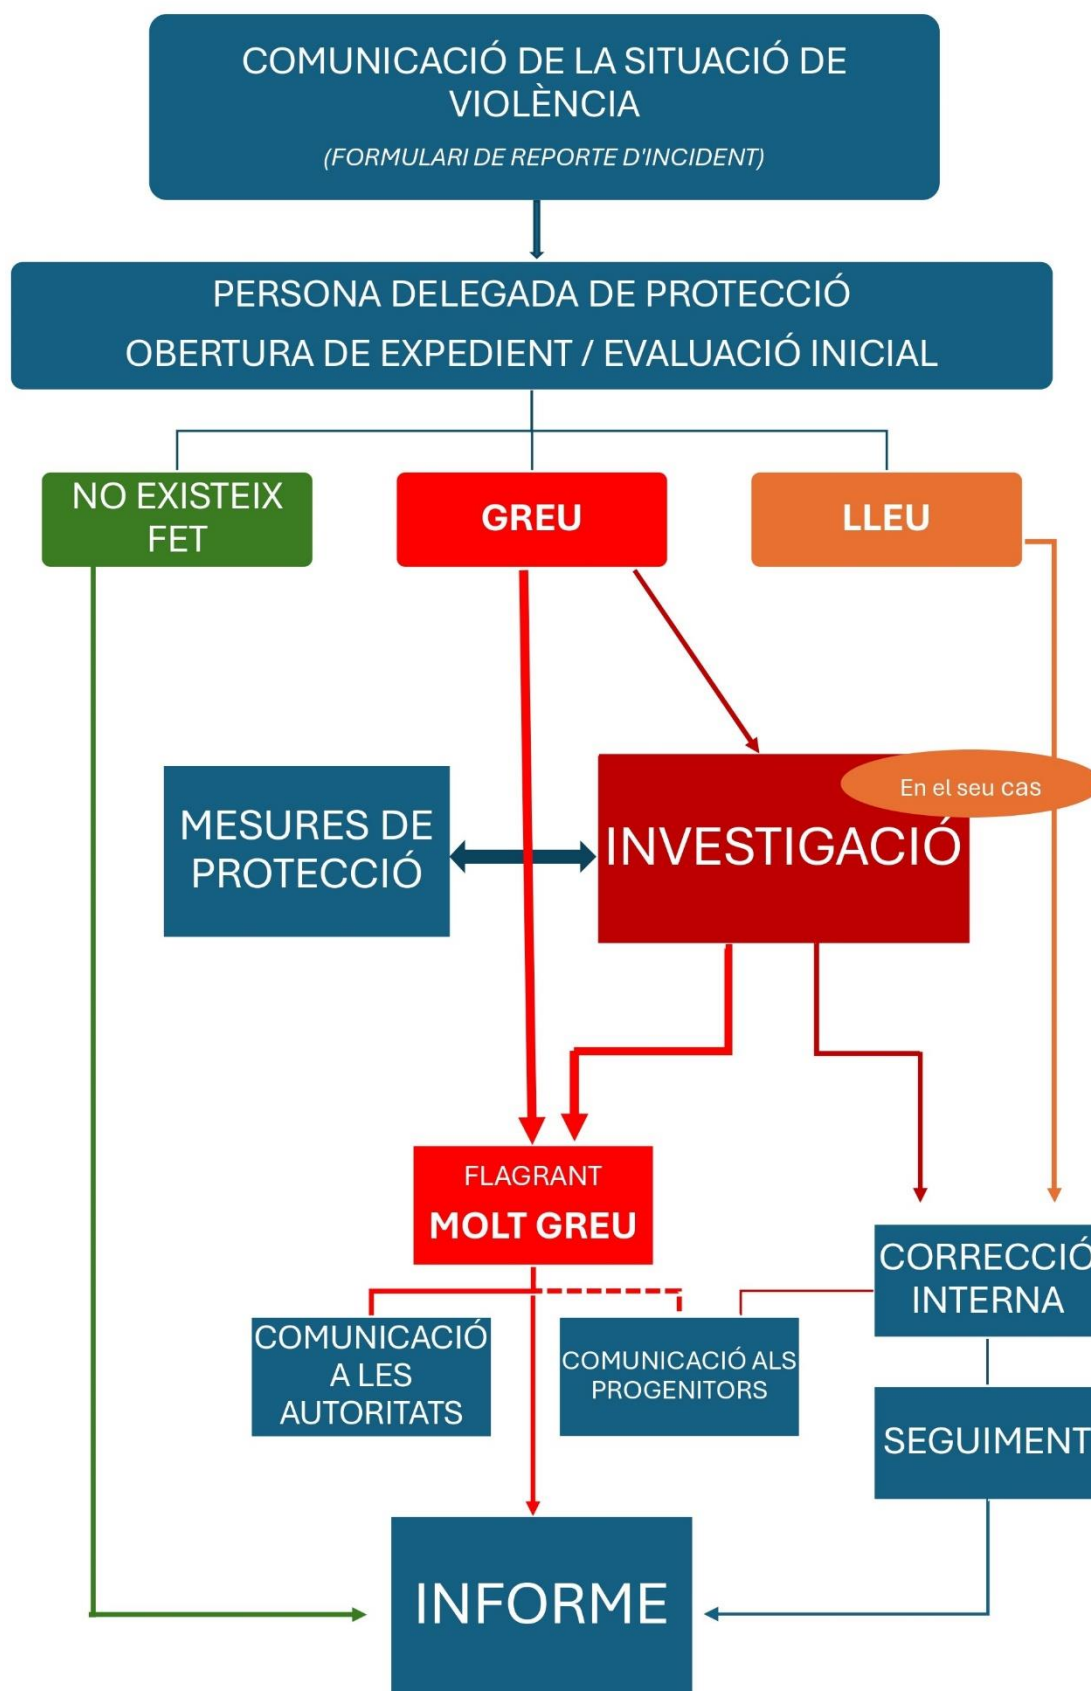 COMUNICACIÓ DE LA SITUACIÓ DE
VIOLÈNCIA
(FORMULARI DE REPORTE D'INCIDENT)
PERSONA DELEGADA DE PROTECCIÓ
OBERTURA DE EXPEDIENT / EVALUACIÓ INICIAL
NO EXISTEIX
FET
GREU
LLEU
En el seu cas
MESURES DE
PROTECCIÓ
INVESTIGACIÓ
FLAGRANT
MOLT GREU
CORRECCIÓ
INTERNA
COMUNICACIÓ
A LES
AUTORITATS
COMUNICACIÓ ALS
PROGENITORS
SEGUIMENT
INFORME